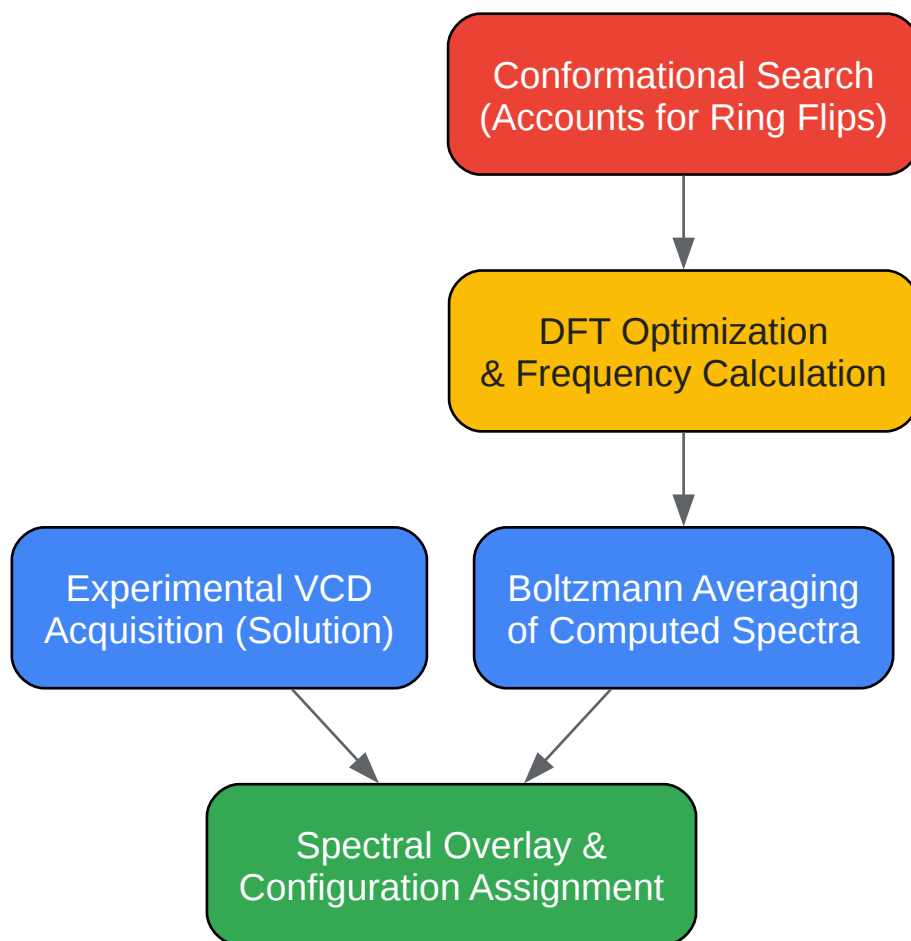 Conformational Search
(Accounts for Ring Flips)
DFT Optimization
& Frequency Calculation
Experimental VCD
Acquisition (Solution)
Boltzmann Averaging
of Computed Spectra
Spectral Overlay &
Configuration Assignment